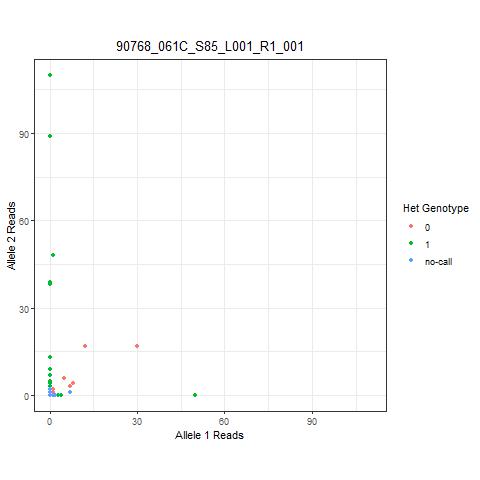 90768_061C_S85_L001_R1_001
90
60
30
0
Allele 2 Reads
0
30
60
90
Allele 1 Reads
Het Genotype
0
1
no-call